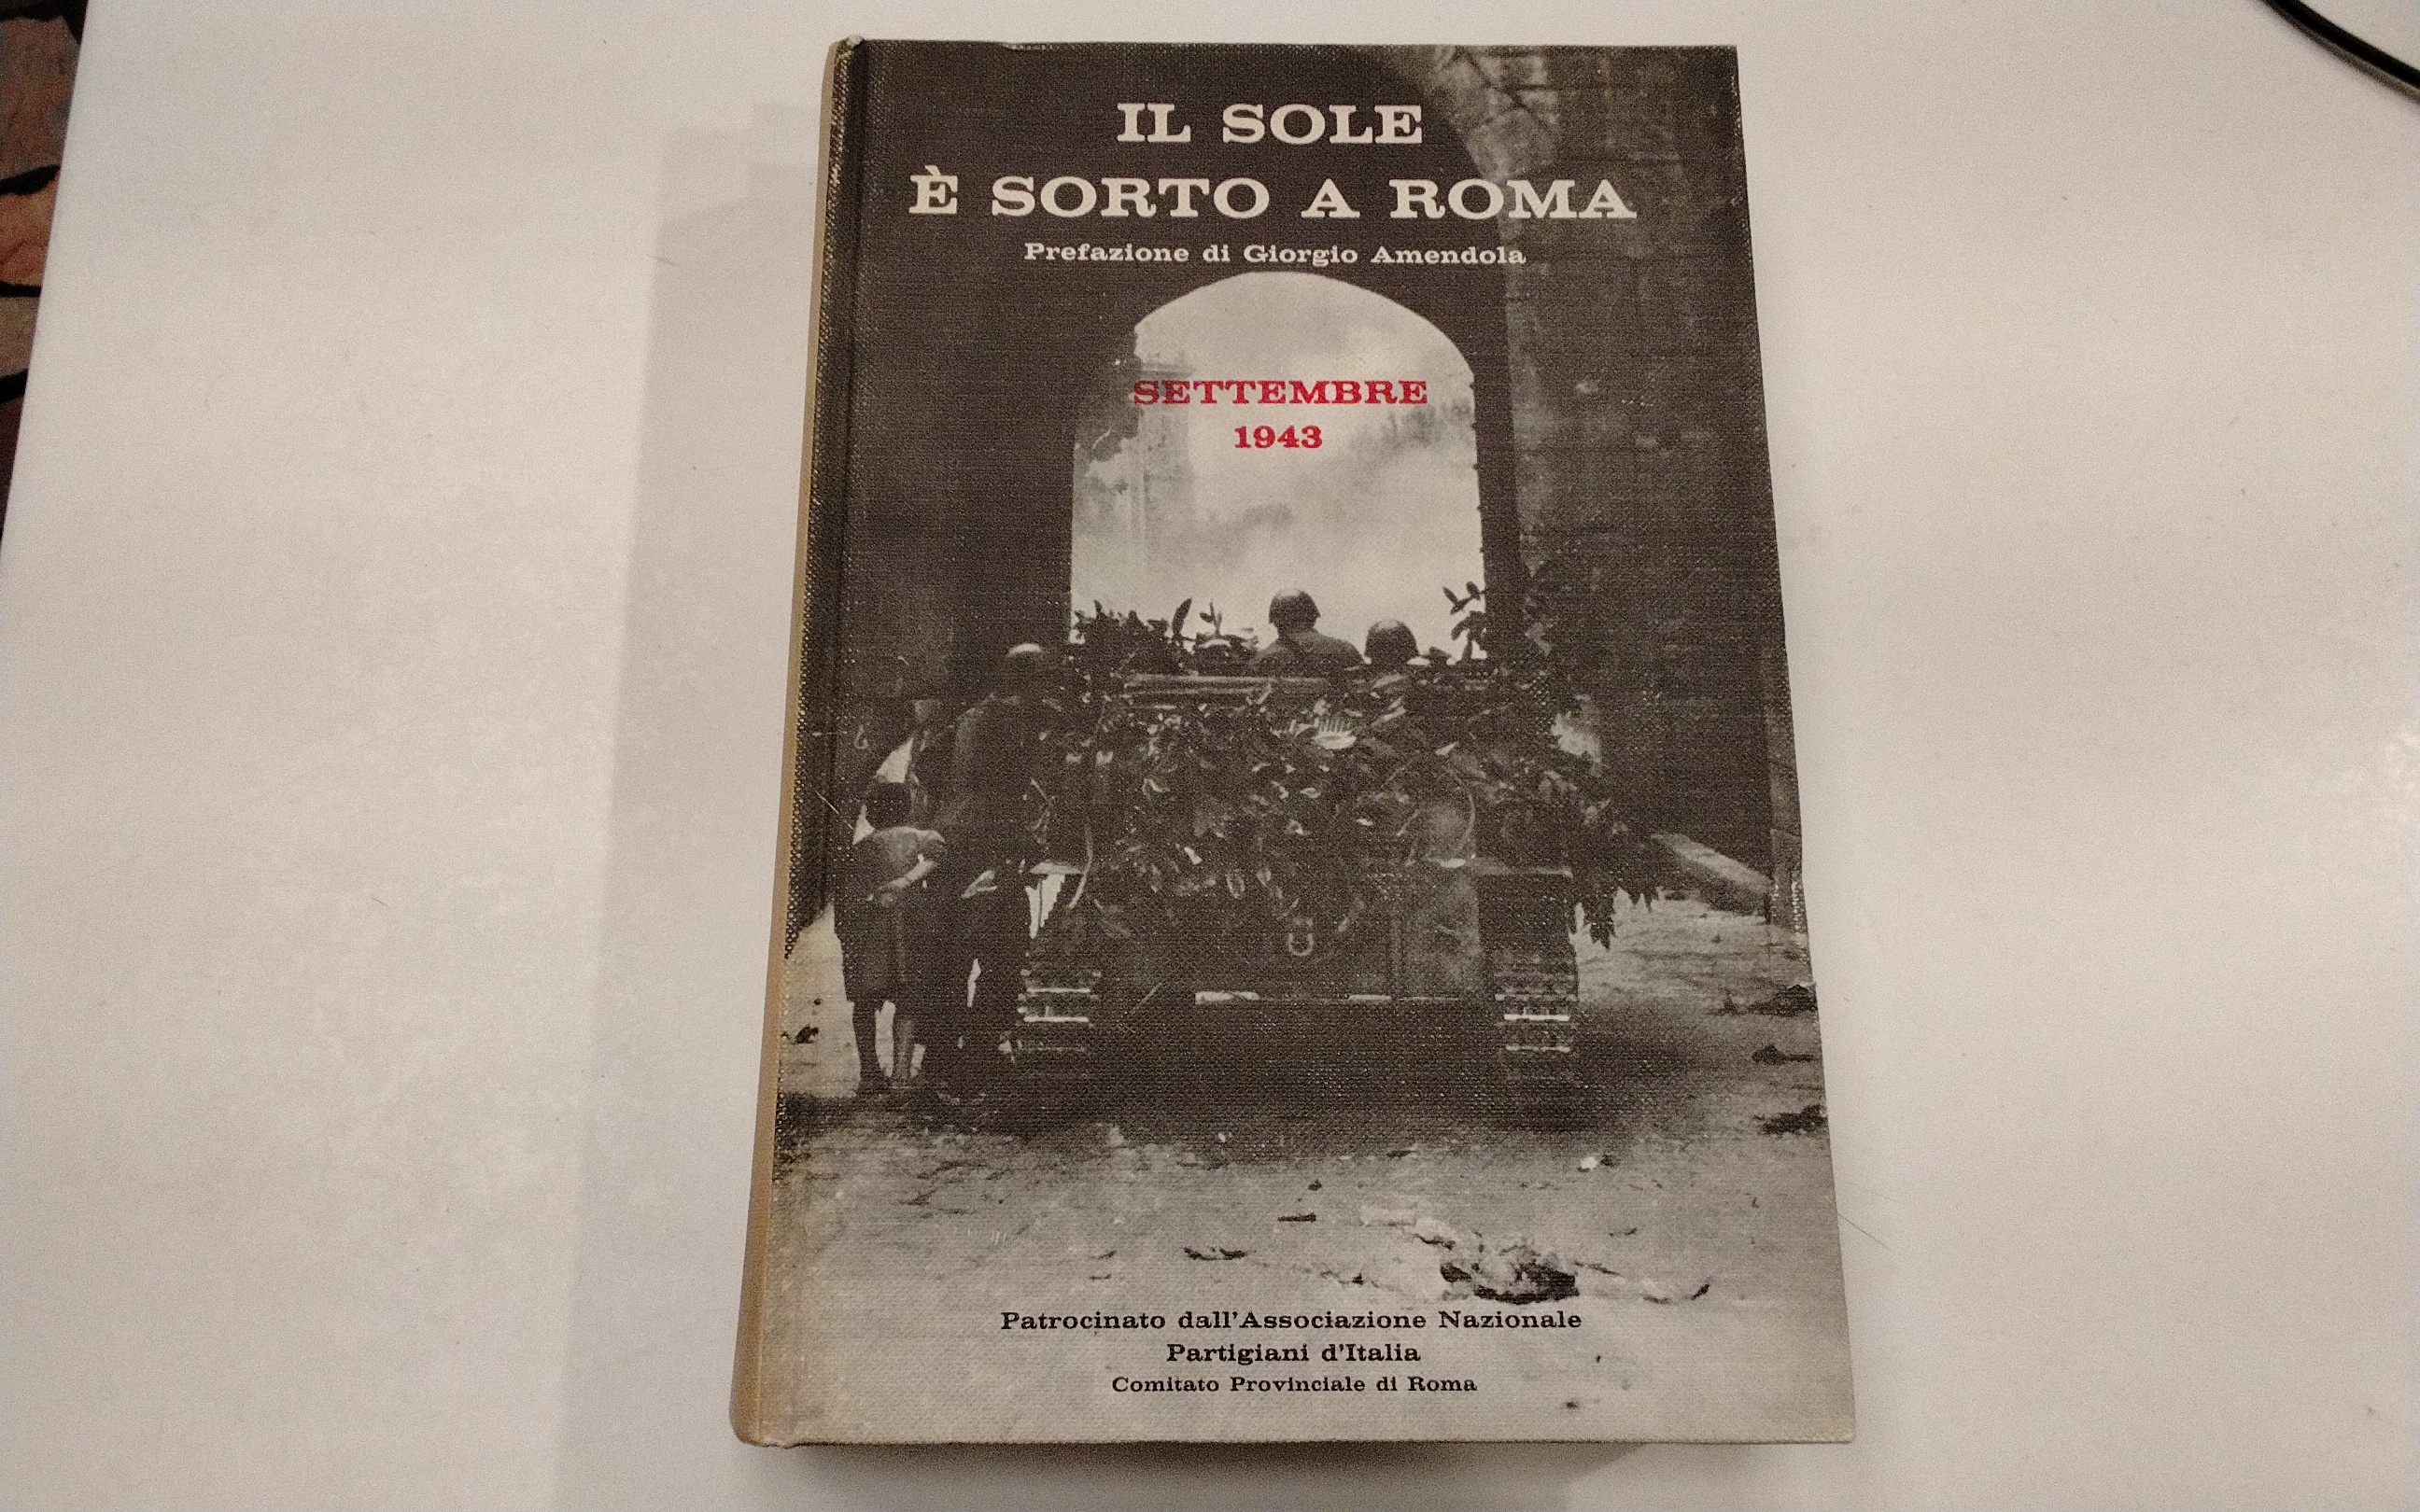 IL SOLE
È SORTO A ROMA
Prefazione di Giorgio Amendola
SETTEMBRE
1943
Patrocinato dall'Associazione Nazionale
Partigiani d'Italia
Comitato Provinciale di Roma